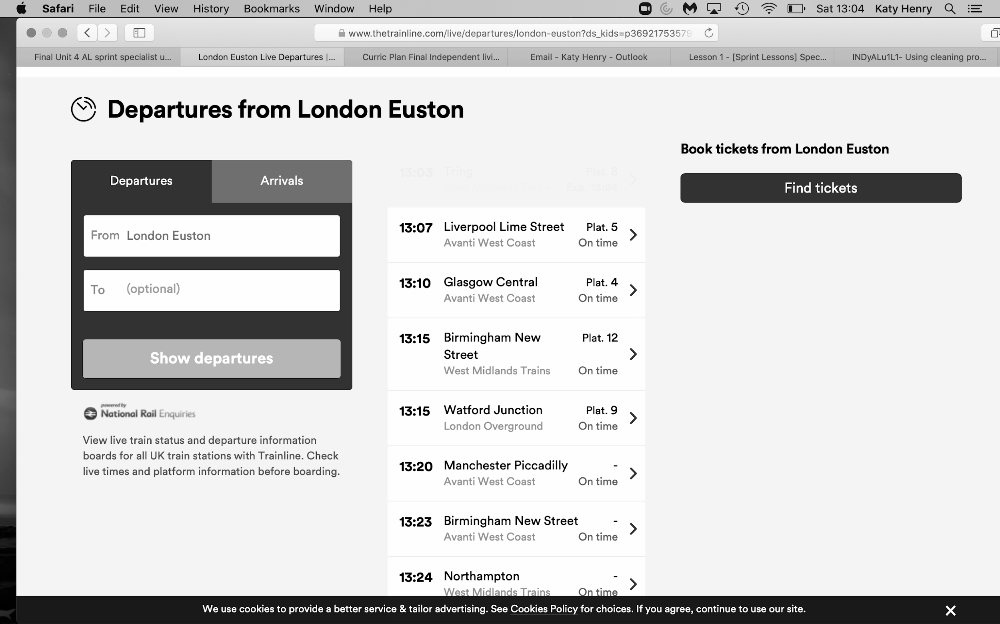 Safari File Edit View History Bookmarks Window Help Sat 13:04 Katy Henry
www.thetrainline.com/live/departures/london-euston?ds_kids=p36921753579
Final Unit 4 AL sprint specialist u... London Euston Live Departures |... Curric Plan Final Independent livi... Email - Katy Henry - Outlook Lesson 1 - [Sprint Lessons] Spec... INDyALu1L1- Using cleaning pro...
Departures from London Euston
Departures Arrivals
From London Euston
To (optional)
Show departures
powered by
National Rail Enquiries
View live train status and departure information
boards for all UK train stations with Trainline. Check
live times and platform information before boarding.
13:03 Tring Plat. 8
West Midlands Trains Exp. 13:04
13:07 Liverpool Lime Street Plat. 5
Avanti West Coast On time
13:10 Glasgow Central Plat. 4
Avanti West Coast On time
13:15 Birmingham New Plat. 12
Street
West Midlands Trains On time
13:15 Watford Junction Plat. 9
London Overground On time
13:20 Manchester Piccadilly -
Avanti West Coast On time
13:23 Birmingham New Street -
Avanti West Coast On time
13:24 Northampton -
West Midlands Trains On time
Book tickets from London Euston
Find tickets
We use cookies to provide a better service & tailor advertising. See Cookies Policy for choices. If you agree, continue to use our site.